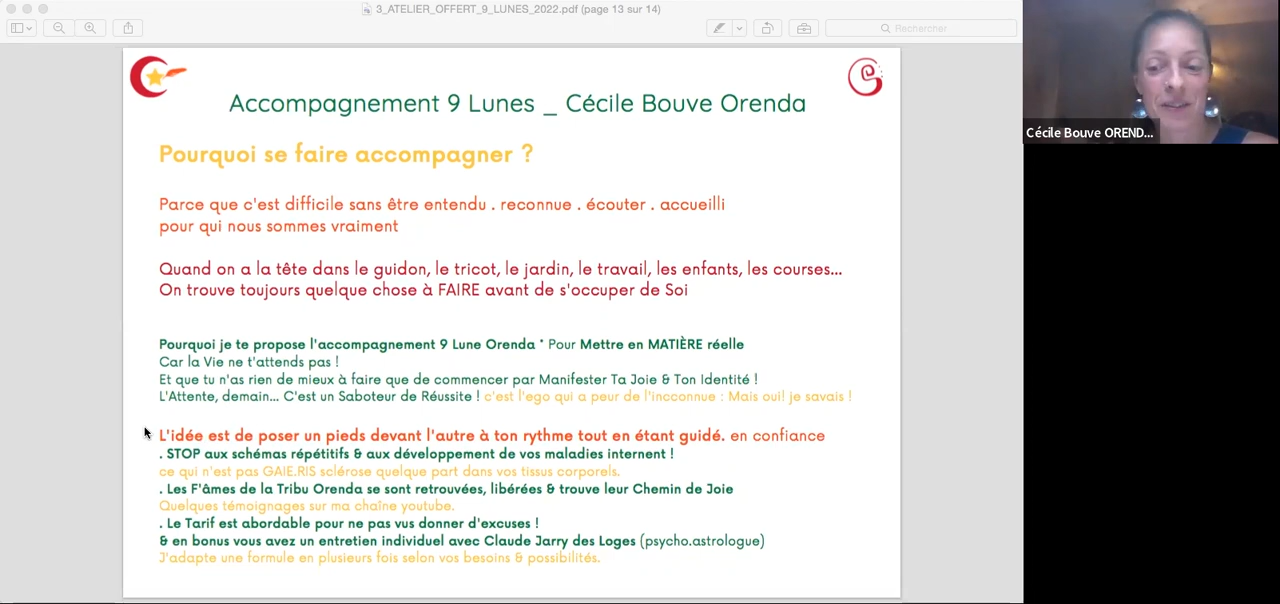 3_ATELIER_OFFERT_9_LUNES_2022.pdf (page 13 sur 14)
Rechercher
Accompagnement 9 Lunes _ Cécile Bouve Orenda
Pourquoi se faire accompagner ?
Parce que c'est difficile sans être entendu . reconnue . écouter . accueilli
pour qui nous sommes vraiment
Quand on a la tête dans le guidon, le tricot, le jardin, le travail, les enfants, les courses...
On trouve toujours quelque chose à FAIRE avant de s'occuper de Soi
Pourquoi je te propose l'accompagnement 9 Lune Orenda * Pour Mettre en MATIÈRE réelle
Car la Vie ne t'attends pas !
Et que tu n'as rien de mieux à faire que de commencer par Manifester Ta Joie & Ton Identité !
L'Attente, demain... C'est un Saboteur de Réussite ! c'est l'ego qui a peur de l'incconnue : Mais oui! je savais !
L'idée est de poser un pieds devant l'autre à ton rythme tout en étant guidé. en confiance
. STOP aux schémas répétitifs & aux développement de vos maladies internent !
ce qui n'est pas GAIE.RIS sclérose quelque part dans vos tissus corporels.
. Les F'âmes de la Tribu Orenda se sont retrouvées, libérées & trouve leur Chemin de Joie
Quelques témoignages sur ma chaîne youtube.
. Le Tarif est abordable pour ne pas vus donner d'excuses !
& en bonus vous avez un entretien individuel avec Claude Jarry des Loges (psycho.astrologue)
J'adapte une formule en plusieurs fois selon vos besoins & possibilités.
Cécile Bouve OREND...